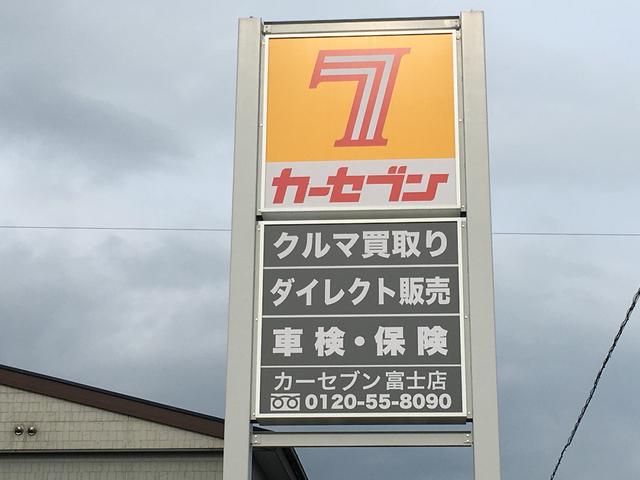 7
カーセブン
クルマ買取り
ダイレクト販売
車検・保険
カーセブン富士店
0120-55-8090